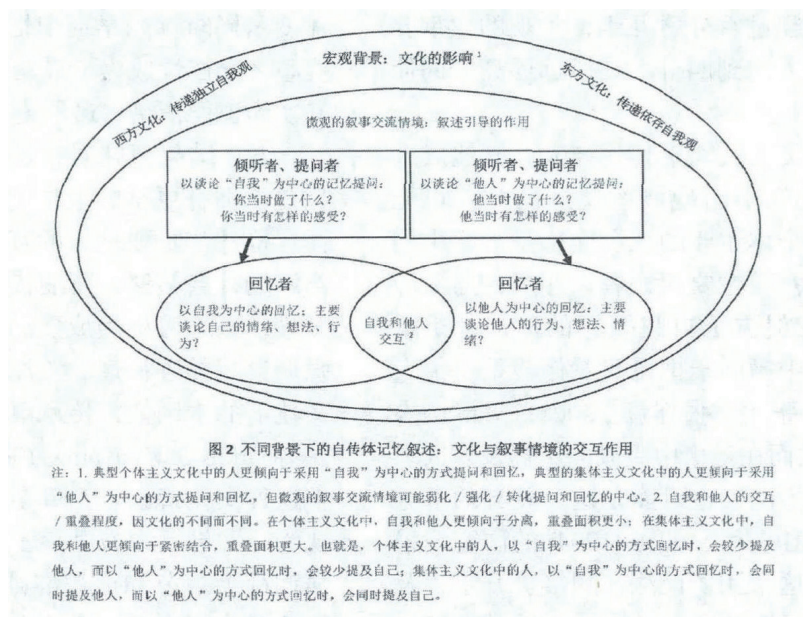 宏观背景：文化的影响 1
西方文化：传递独立自我观
东方文化：传递依存自我观
微观的叙事交流情境：叙述引导的作用
倾听者、提问者
以谈论“自我”为中心的记忆提问：
你当时做了什么？
你当时有怎样的感受？
倾听者、提问者
以谈论“他人”为中心的记忆提问：
他当时做了什么？
他当时有怎样的感受？
回忆者
以自我为中心的回忆；主要
谈论自己的情绪、想法、行
为？
自我和他人
交互 2
回忆者
以他人为中心的回忆：主要
谈论他人的行为、想法、情
绪？
图 2 不同背景下的自传体记忆叙述：文化与叙事情境的交互作用
注：1. 典型个体主义文化中的人更倾向于采用“自我”为中心的方式提问和回忆，典型的集体主义文化中的人更倾向于采用
“他人”为中心的方式提问和回忆，但微观的叙事交流情境可能弱化/强化/转化提问和回忆的中心。2. 自我和他人的交互
/重叠程度，因文化的不同而不同。在个体主义文化中，自我和他人更倾向于分离，重叠面积更小；在集体主义文化中，自
我和他人更倾向于紧密结合，重叠面积更大。也就是，个体主义文化中的人，以“自我”为中心的方式回忆时，会较少提及
他人，而以“他人”为中心的方式回忆时，会较少提及自己；集体主义文化中的人，以“自我”为中心的方式回忆时，会同
时提及他人，而以“他人”为中心的方式回忆时，会同时提及自己。